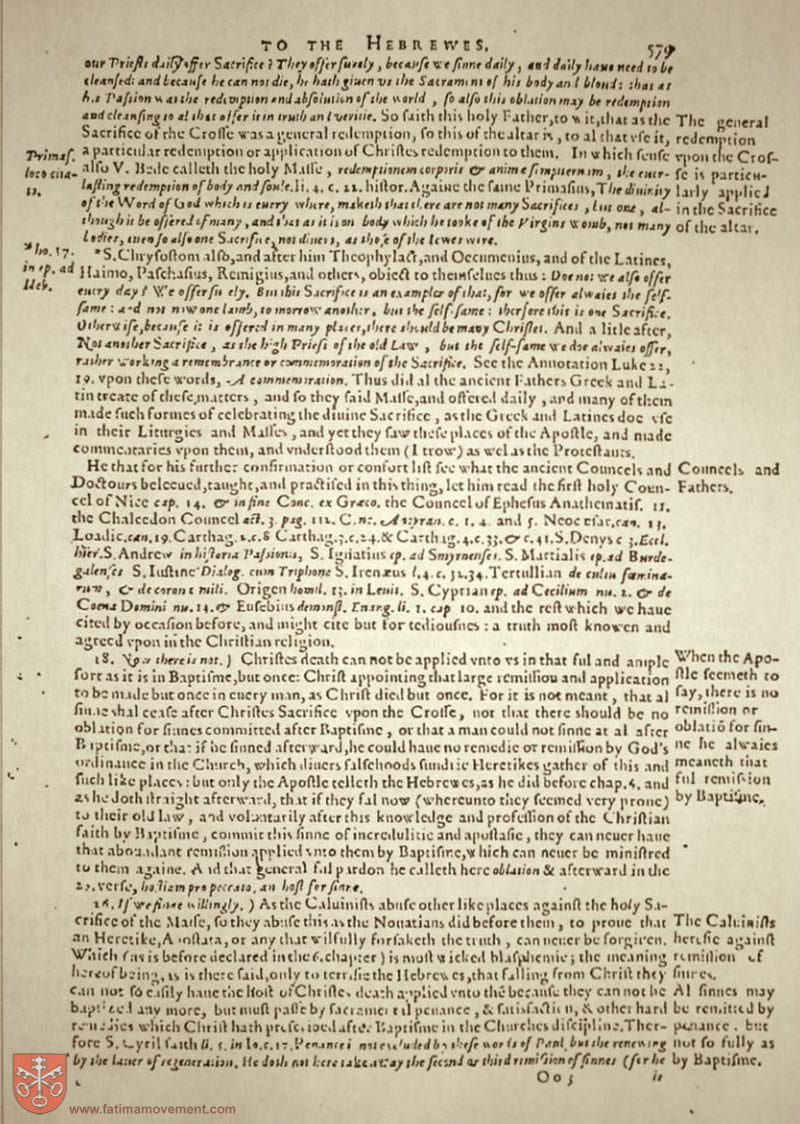 TO THE HEBREWES.
579
our Priests daily offer Sacrifice? They offer surely, because we sinne daily, and daily haue need to be
cleansed: and because he can not die, he hath giuen vs the Sacrament of his body and bloud: that as
his Passion was the redemption and absolution of the world, so also this oblation may be redemption
and cleansing to al that offer it in truth and veritie. So saith this holy Father, to wit, that as the
Sacrifice of the Crosse was a general redemption, so this of the altar is, to al that vse it,
a particular redemption or application of Christes redemption to them. In which sense
also V. Bede calleth the holy Masse, redemptionem corporis & animæ sempiternam, the euer-
lasting redemption of body and soule. li. 4. c. 22. histor. Againe the same Primasius, The diuinity
of the Word of God which is euery where, maketh that there are not many Sacrifices, but one, al-
though it be offered of many, and that as it is one body which he tooke of the Virgins womb, not many
bodies, euen so also one Sacrifice, not diuers, as those of the Iewes were.
The general
redemption
vpon the Cros-
se is particu-
larly applied
in the Sacrifice
of the altar.
Primas.
loco cita-
to.
*S. Chrysostom also, and after him Theophylact, and Oecumenius, and of the Latines,
Haimo, Paschasius, Remigius, and others, obiect to themselues thus: Doe not we also offer
euery day? We offer surely. But this Sacrifice is an exampler of that, for we offer alwaies the self-
same: and not now one lamb, to morrow another, but the self-same: therfore this is one Sacrifice.
Otherwise, because it is offered in many places, there should be many Christes. And a litle after,
Not another Sacrifice, as the high Priest of the old Law, but the self-same we doe alwaies offer,
rather working a remembrance or commemoration of the Sacrifice. See the Annotation Luke 22,
19. vpon these words, A commemoration. Thus did al the ancient Fathers Greek and La-
tin treate of these matters, and so they said Masse, and offered daily, and many of them
made such formes of celebrating the diuine Sacrifice, as the Greek and Latines doe vse
in their Liturgies and Masses, and yet they saw these places of the Apostle, and made
commentaries vpon them, and vnderstood them (I trow) as wel as the Protestants.
*ho. 17.
in ep. ad
Heb.
He that for his further confirmation or confort list see what the ancient Councels and
Doctours beleeued, taught, and practised in this thing, let him read the first holy Coun-
cel of Nice cap. 14. & in fine Conc. ex Græco. the Councel of Ephesus Anathematis. 11.
the Chalcedon Councel act. 3. pag. 112. Conc. Ancyran. c. 1. 4. and 5. Neocesar. can. 13.
Laodic. can. 19. Carthag. 2. c. 8 Carthag. 3. c. 24. & Carthag. 4. c. 33. & c. 41. S. Denys c 3. Eccl.
hier. S. Andrew in historia Passionis, S. Ignatius ep. ad Smyrnenses. S. Martialis ep. ad Burde-
galenses S. Iustine Dialog. cum Triphone S. Irenæus l. 4. c. 32. 34. Tertullian de cultu fœmina-
rum, & de corone mili. Origen homil. 13. in Leuit. S. Cyprian ep. ad Cecilium nu. 2. & de
Coena Domini nu. 14. & Eusebius demonst. Euang. li. 1. cap 10. and the rest which we haue
cited by occasion before, and might cite but for tediousnes: a truth most knowen and
agreed vpon in the Christian religion.
Councels and
Fathers.
18. Now there is not.) Christes death can not be applied vnto vs in that ful and ample
sort as it is in Baptisme, but once: Christ appointing that large remission and application
to be made but once in euery man, as Christ died but once. For it is not meant, that al
sinne shal cease after Christes Sacrifice vpon the Crosse, nor that there should be no
oblation for sinnes committed after Baptisme, or that a man could not sinne at al after
Baptisme, or that if he sinned afterward, he could haue no remedie or remission by God's
ordinance in the Church, which diuers falsehoods sundrie Heretikes gather of this and
such like places: but only the Apostle telleth the Hebrewes, as he did before chap. 6. and
as he doth straight afterward, that if they fal now (whereunto they seemed very prone)
to their old law, and voluntarily after this knowledge and profession of the Christian
faith by Baptisme, commit this sinne of incredulitie and apostasie, they can neuer haue
that aboundant remission applied vnto them by Baptisme, which can neuer be ministred
to them againe. And that general ful pardon he calleth here oblation & afterward in the
26. verse, hostiam pro peccato, an host for sinne.
When the Apo-
stle seemeth to
say, there is no
remission or
oblatiō for sin-
ne he alwaies
meaneth that
ful remission
by Baptisme.
26. If we sinne willingly.) As the Caluinists abuse other like places against the holy Sa-
crifice of the Masse, so they abuse this as the Nouatians did before them, to proue that
an Heretike, Apostata, or any that wilfully forsaketh the truth, can neuer be forgiuen.
Which (as is before declared in the 6. chapter) is most wicked blasphemie; the meaning
hereof being, as is there said, only to terrifie the Hebrewes, that falling from Christ they
can not so easily haue the Host of Christes death applied vnto thē because they can not be
baptized any more, but must passe by sacramental penance, & satisfaction, & other hard
remedies which Christ hath prescribed after Baptisme in the Churches discipline. Ther-
fore S. Cyril saith li. 5. in Io. c. 17. Penance is not excluded by these words of Paul, but the renewing
by the lauer of regeneration. He doth not here take away the second or third remission of sinnes (for he
The Caluinists
heresie against
remission of
sinnes.
Al sinnes may
be remitted by
penance, but
not so fully as
by Baptisme.
Oo 3
is
www.fatimamovement.com